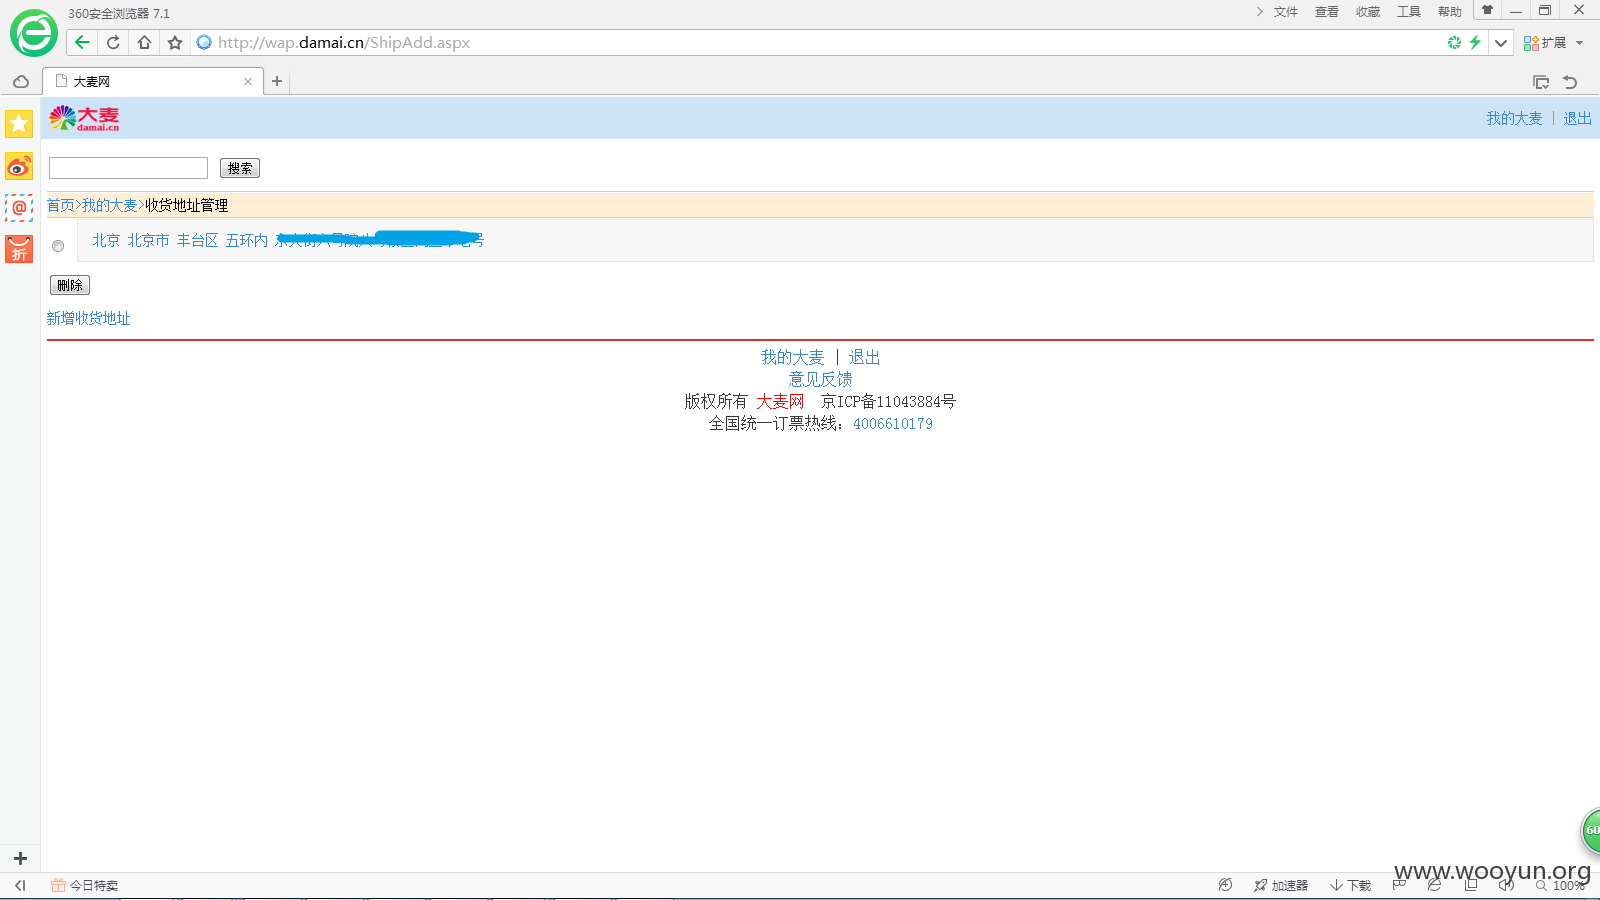 360安全浏览器 7.1
文件 查看 收藏 工具 帮助
http://wap.damai.cn/ShipAdd.aspx
扩展
大麦网
大麦
damai.cn
我的大麦 | 退出
搜索
首页>我的大麦>收货地址管理
北京 北京市 丰台区 五环内
删除
新增收货地址
我的大麦 | 退出
意见反馈
版权所有 大麦网 京ICP备11043884号
全国统一订票热线：4006610179
@
折
60
www.wooyun.org
今日特卖
加速器 下载 100%